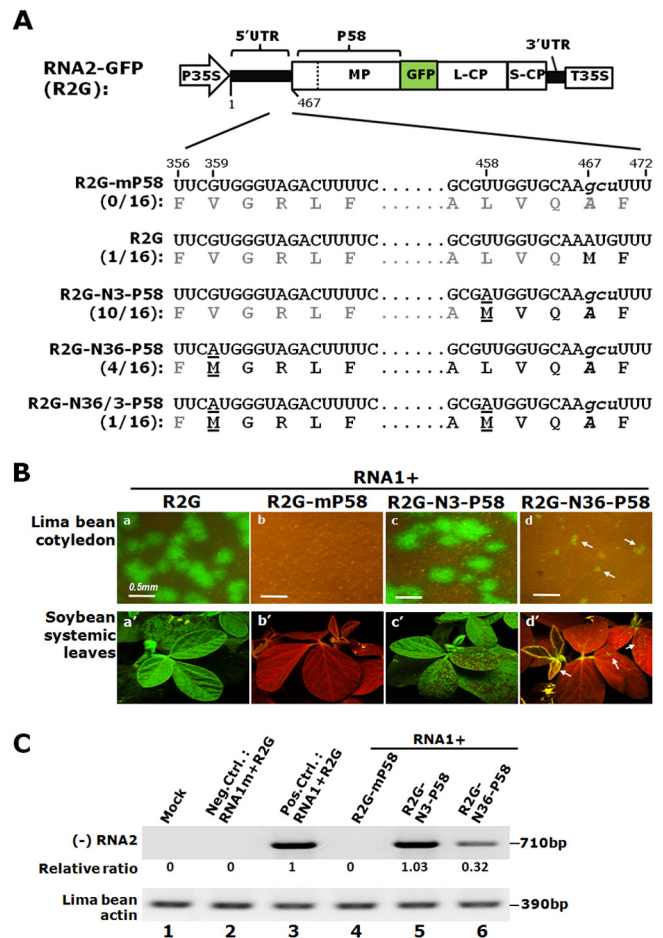 A
5'UTR P58 3'UTR
RNA2-GFP
(R2G):
P35S MP GFP L-CP S-CP T35S
1 467
356 359 458 467 472
R2G-mP58 UUCGUGGGUAGACUUUUC......GCGUUGGUGCAAgcuUUU
(0/16): F V G R L F ......A L V Q A F
R2G UUCGUGGGUAGACUUUUC......GCGUUGGUGCAAAUGUUU
(1/16): F V G R L F ......A L V Q M F
R2G-N3-P58 UUCGUGGGUAGACUUUUC......GCGAUGGUGCAAgcuUUU
(10/16): F V G R L F ......A M V Q A F
R2G-N36-P58 UUCAUGGGUAGACUUUUC......GCGUUGGUGCAAgcuUUU
(4/16): F M G R L F ......A L V Q A F
R2G-N36/3-P58 UUCAUGGGUAGACUUUUC......GCGAUGGUGCAAgcuUUU
(1/16): F M G R L F ......A M V Q A F
B
RNA1+
R2G R2G-mP58 R2G-N3-P58 R2G-N36-P58
Lima bean
cotyledon
a b c d
0.5mm
Soybean
systemic
leaves
a' b' c' d'
C
RNA1+
Mock
Neg.Ctrl.:
RNA1m+R2G
Pos.Ctrl.:
RNA1+R2G
R2G-mP58
R2G-
N3-P58
R2G-
N36-P58
(-) RNA2 710bp
Relative ratio 0 0 1 0 1.03 0.32
Lima bean
actin
390bp
1 2 3 4 5 6